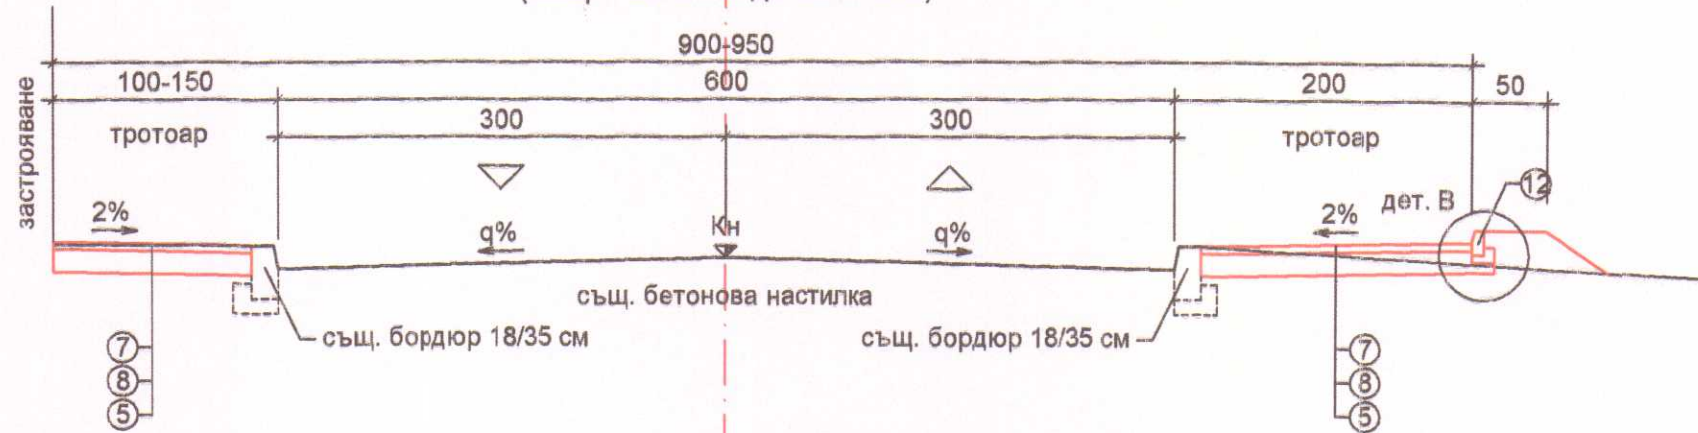 900-950
100-150
600
200
50
застрояване
тротоар
300
300
тротоар
12
дет. В
2%
q%
Кн
q%
2%
същ. бетонова настилка
същ. бордюр 18/35 см
същ. бордюр 18/35 см
7
8
5
7
8
5